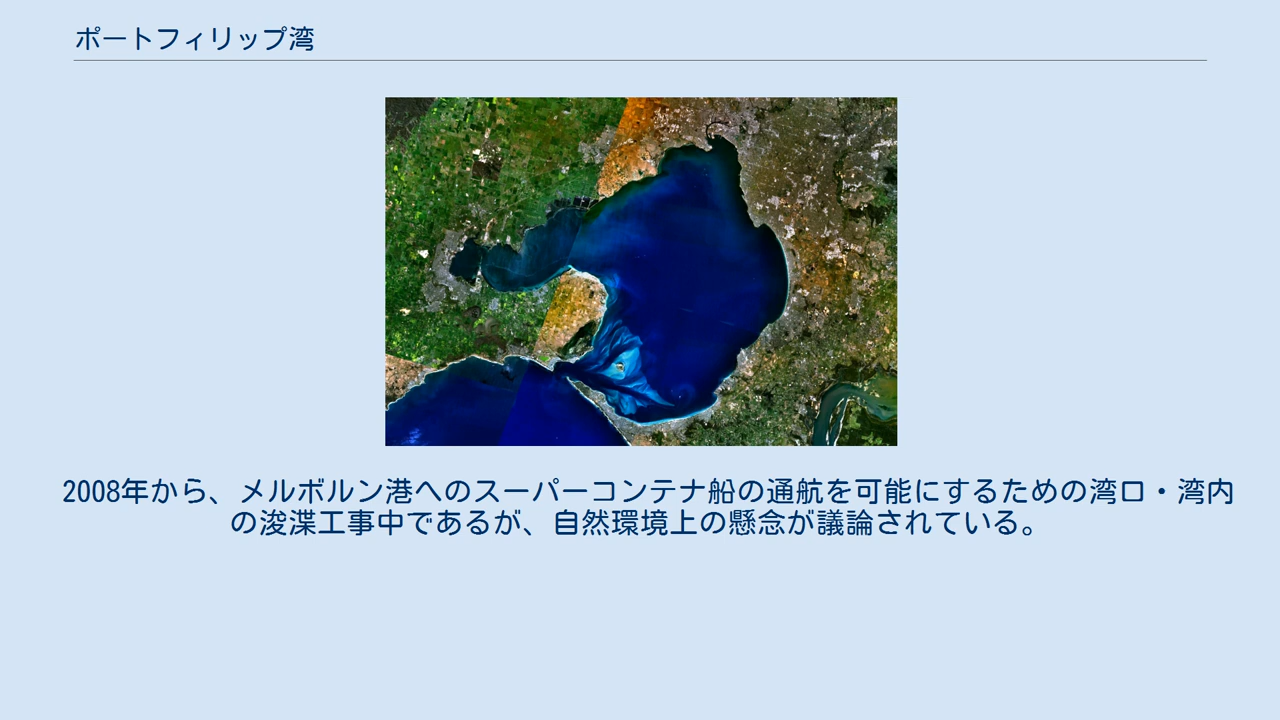 ポートフィリップ湾
2008年から、メルボルン港へのスーパーコンテナ船の通航を可能にするための湾口・湾内
の浚渫工事中であるが、自然環境上の懸念が議論されている。